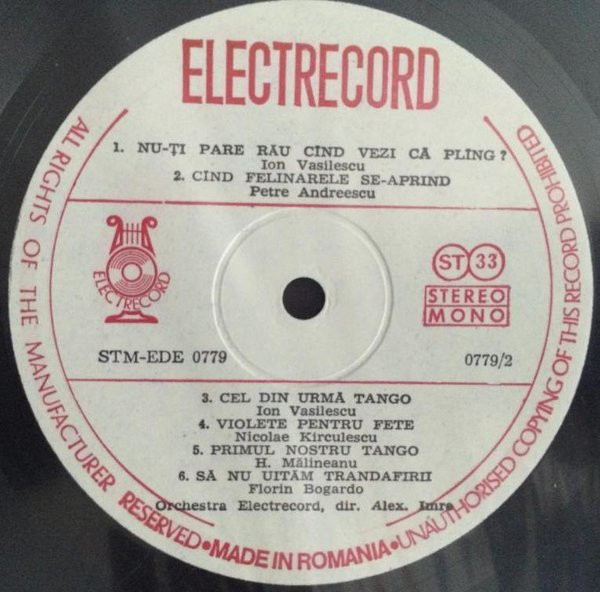 ELECTRECORD
1. NU-ȚI PARE RĂU CÎND VEZI CĂ PLÎNG?
Ion Vasilescu
2. CÎND FELINARELE SE-APRIND
Petre Andreescu
ELECTRECORD
ST 33
STEREO
MONO
STM-EDE 0779
0779/2
3. CEL DIN URMĂ TANGO
Ion Vasilescu
4. VIOLETE PENTRU FETE
Nicolae Kirculescu
5. PRIMUL NOSTRU TANGO
H. Mălineanu
6. SĂ NU UITĂM TRANDAFIRII
Florin Bogardo
Orchestra Electrecord, dir. Alex. Imre
ALL RIGHTS OF THE MANUFACTURER RESERVED•MADE IN ROMANIA•UNAUTHORISED COPYING OF THIS RECORD PROHIBITED